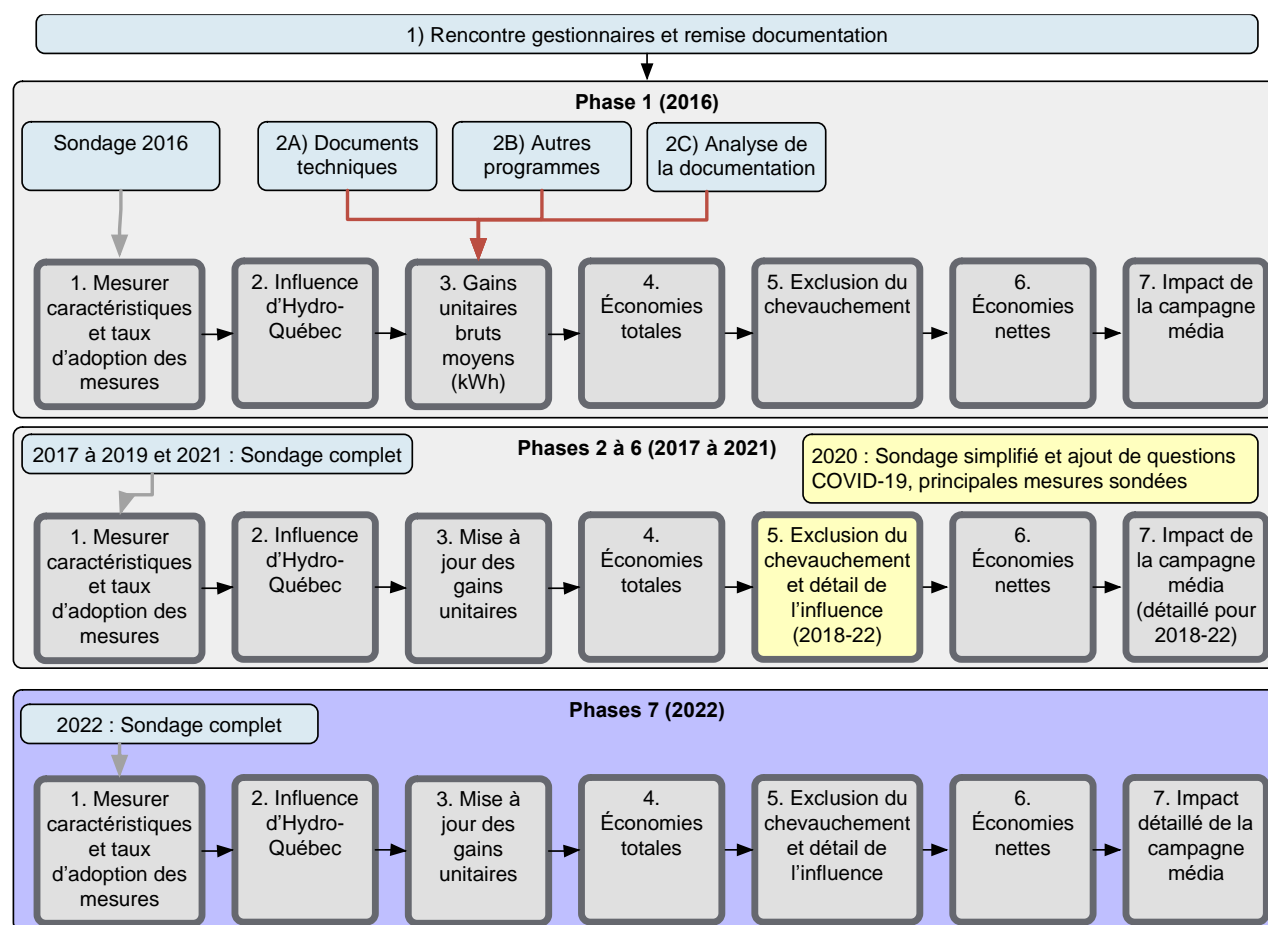 1) Rencontre gestionnaires et remise documentation
Phase 1 (2016)
Sondage 2016
2A) Documents
techniques
2B) Autres
programmes
2C) Analyse de
la documentation
1. Mesurer
caractéristiques
et taux
d'adoption des
mesures
2. Influence
d'Hydro-
Québec
3. Gains
unitaires
bruts
moyens
(kWh)
4.
Économies
totales
5. Exclusion du
chevauchement
6.
Économies
nettes
7. Impact de
la campagne
média
Phases 2 à 6 (2017 à 2021)
2017 à 2019 et 2021 : Sondage complet
2020 : Sondage simplifié et ajout de questions
COVID-19, principales mesures sondées
1. Mesurer
caractéristiques
et taux
d'adoption des
mesures
2. Influence
d'Hydro-
Québec
3. Mise à
jour des
gains
unitaires
4.
Économies
totales
5. Exclusion du
chevauchement
et détail de
l'influence
(2018-22)
6.
Économies
nettes
7. Impact de
la campagne
média
(détaillé pour
2018-22)
Phases 7 (2022)
2022 : Sondage complet
1. Mesurer
caractéristiques
et taux
d'adoption des
mesures
2. Influence
d'Hydro-
Québec
3. Mise à
jour des
gains
unitaires
4.
Économies
totales
5. Exclusion du
chevauchement
et détail de
l'influence
6.
Économies
nettes
7. Impact
détaillé de la
campagne
média